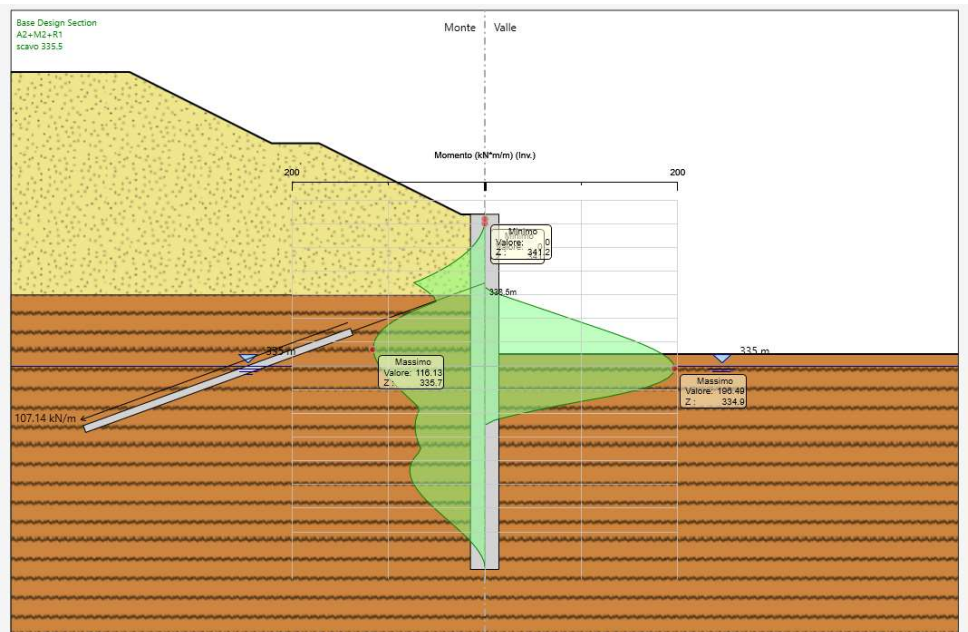 Base Design Section
A2+M2+R1
scavo 335.5
Monte
Valle
Momento (kN*m/m) (Inv.)
200
200
Minimo
Valore: 0
Z : 341.2
338.5m
335 m
335 m
Massimo
Valore: 116.13
Z : 335.7
Massimo
Valore: 196.49
Z : 334.9
107.14 kN/m